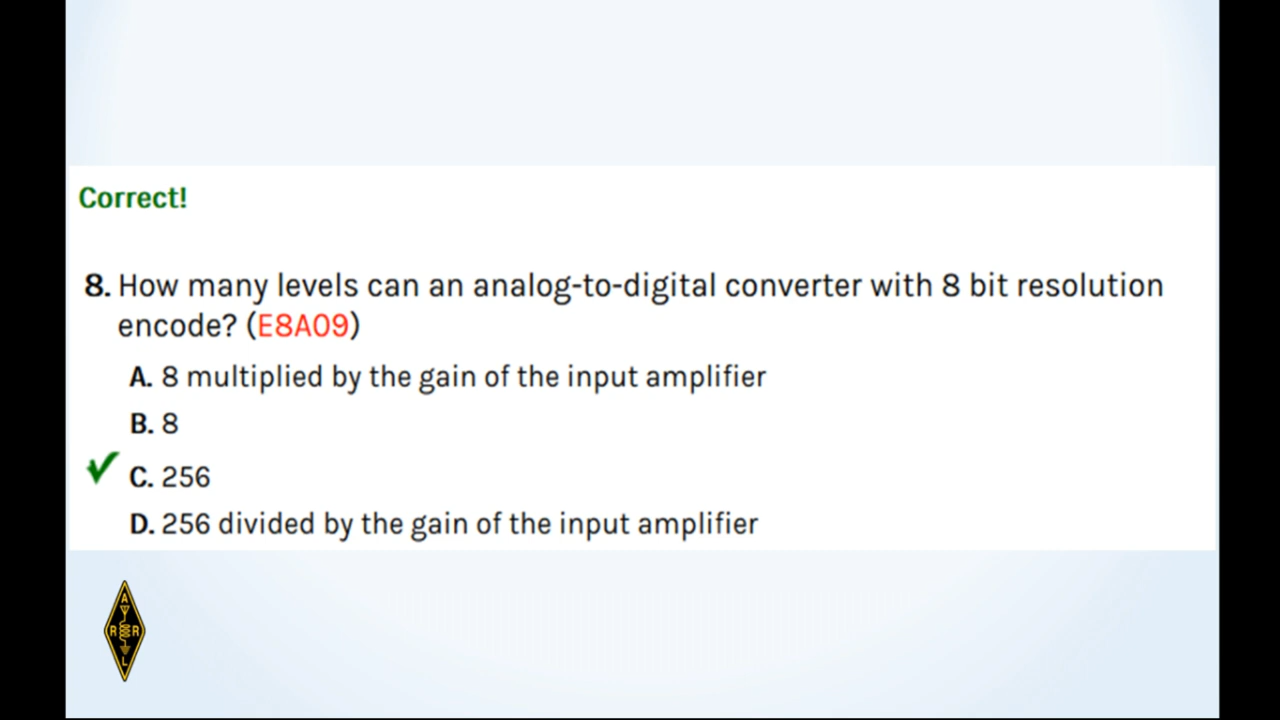 Correct!
8. How many levels can an analog-to-digital converter with 8 bit resolution
encode? (E8A09)
A. 8 multiplied by the gain of the input amplifier
B. 8
C. 256
D. 256 divided by the gain of the input amplifier
A
R R
L